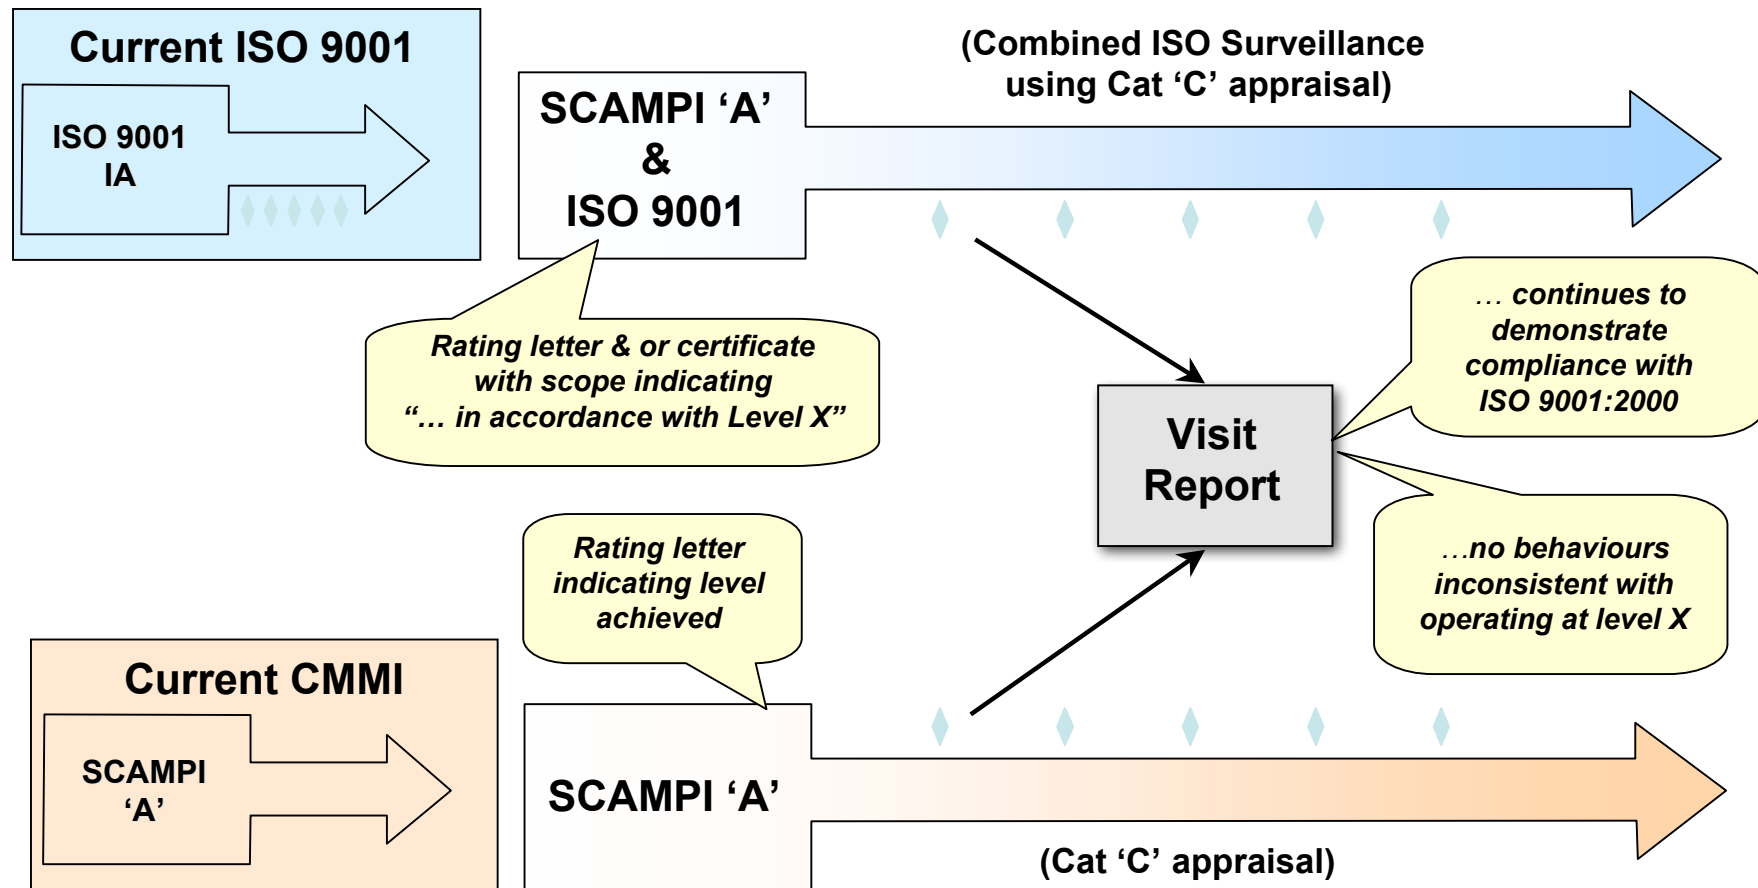 Current ISO 9001
ISO 9001
IA
SCAMPI ‘A’
&
ISO 9001
(Combined ISO Surveillance
using Cat ‘C’ appraisal)
Rating letter & or certificate
with scope indicating
“… in accordance with Level X”
… continues to
demonstrate
compliance with
ISO 9001:2000
Visit
Report
…no behaviours
inconsistent with
operating at level X
Rating letter
indicating level
achieved
Current CMMI
SCAMPI
‘A’
SCAMPI ‘A’
(Cat ‘C’ appraisal)